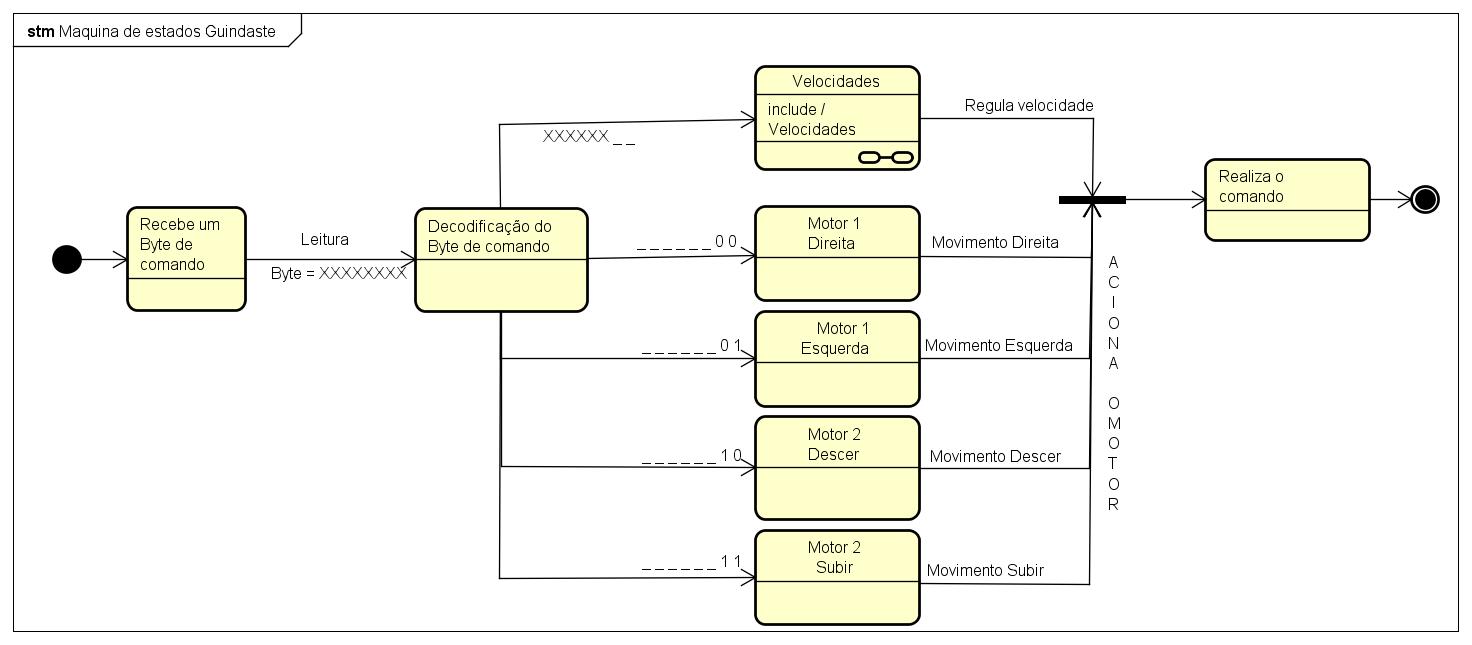 stm Maquina de estados Guindaste
Velocidades
include /
Velocidades
Regula velocidade
XXXXXX _ _
Realiza o
comando
Recebe um
Byte de
comando
Leitura
Byte = XXXXXXXX
Decodificação do
Byte de comando
_ _ _ _ _ _ 0 0
Motor 1
Direita
Movimento Direita
_ _ _ _ _ _ 0 1
Motor 1
Esquerda
Movimento Esquerda
_ _ _ _ _ _ 1 0
Motor 2
Descer
Movimento Descer
_ _ _ _ _ _ 1 1
Motor 2
Subir
Movimento Subir
A
C
I
O
N
A
O
M
O
T
O
R